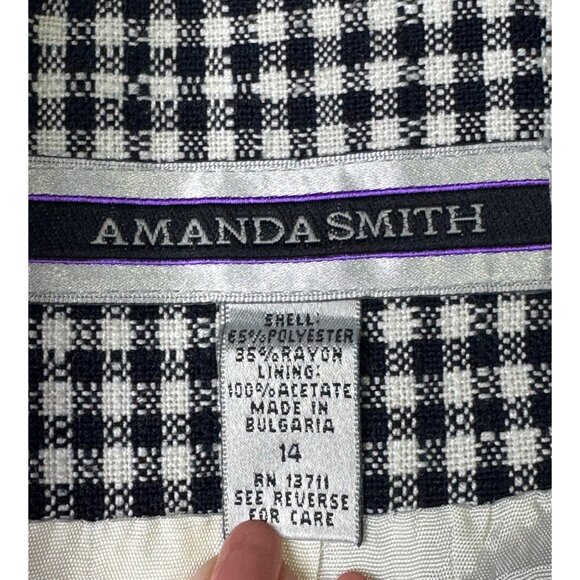 AMANDA SMITH
SHELL:
65% POLYESTER
35% RAYON
LINING:
100% ACETATE
MADE IN
BULGARIA
14
RN 13711
SEE REVERSE
FOR CARE